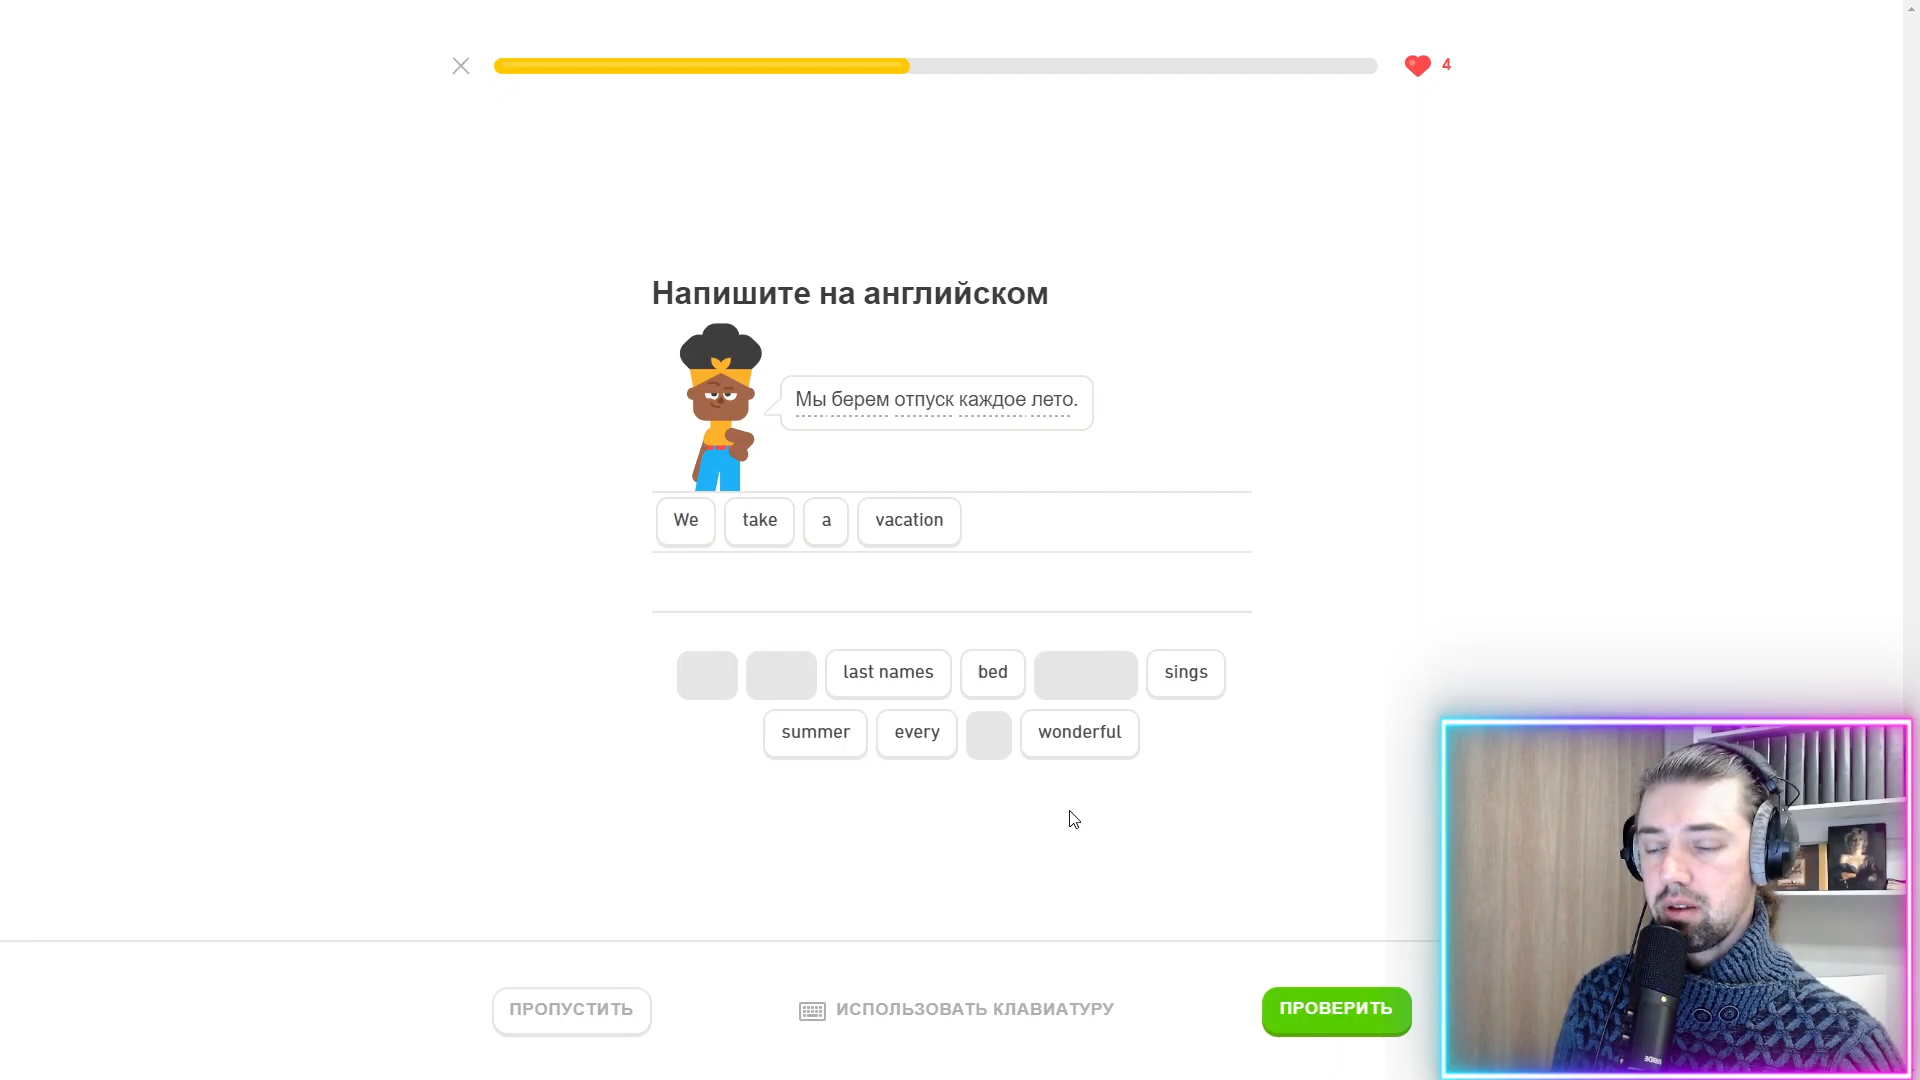 4
Напишите на английском
Мы берем отпуск каждое лето.
We take a vacation
last names bed sings
summer every wonderful
ПРОПУСТИТЬ ИСПОЛЬЗОВАТЬ КЛАВИАТУРУ ПРОВЕРИТЬ